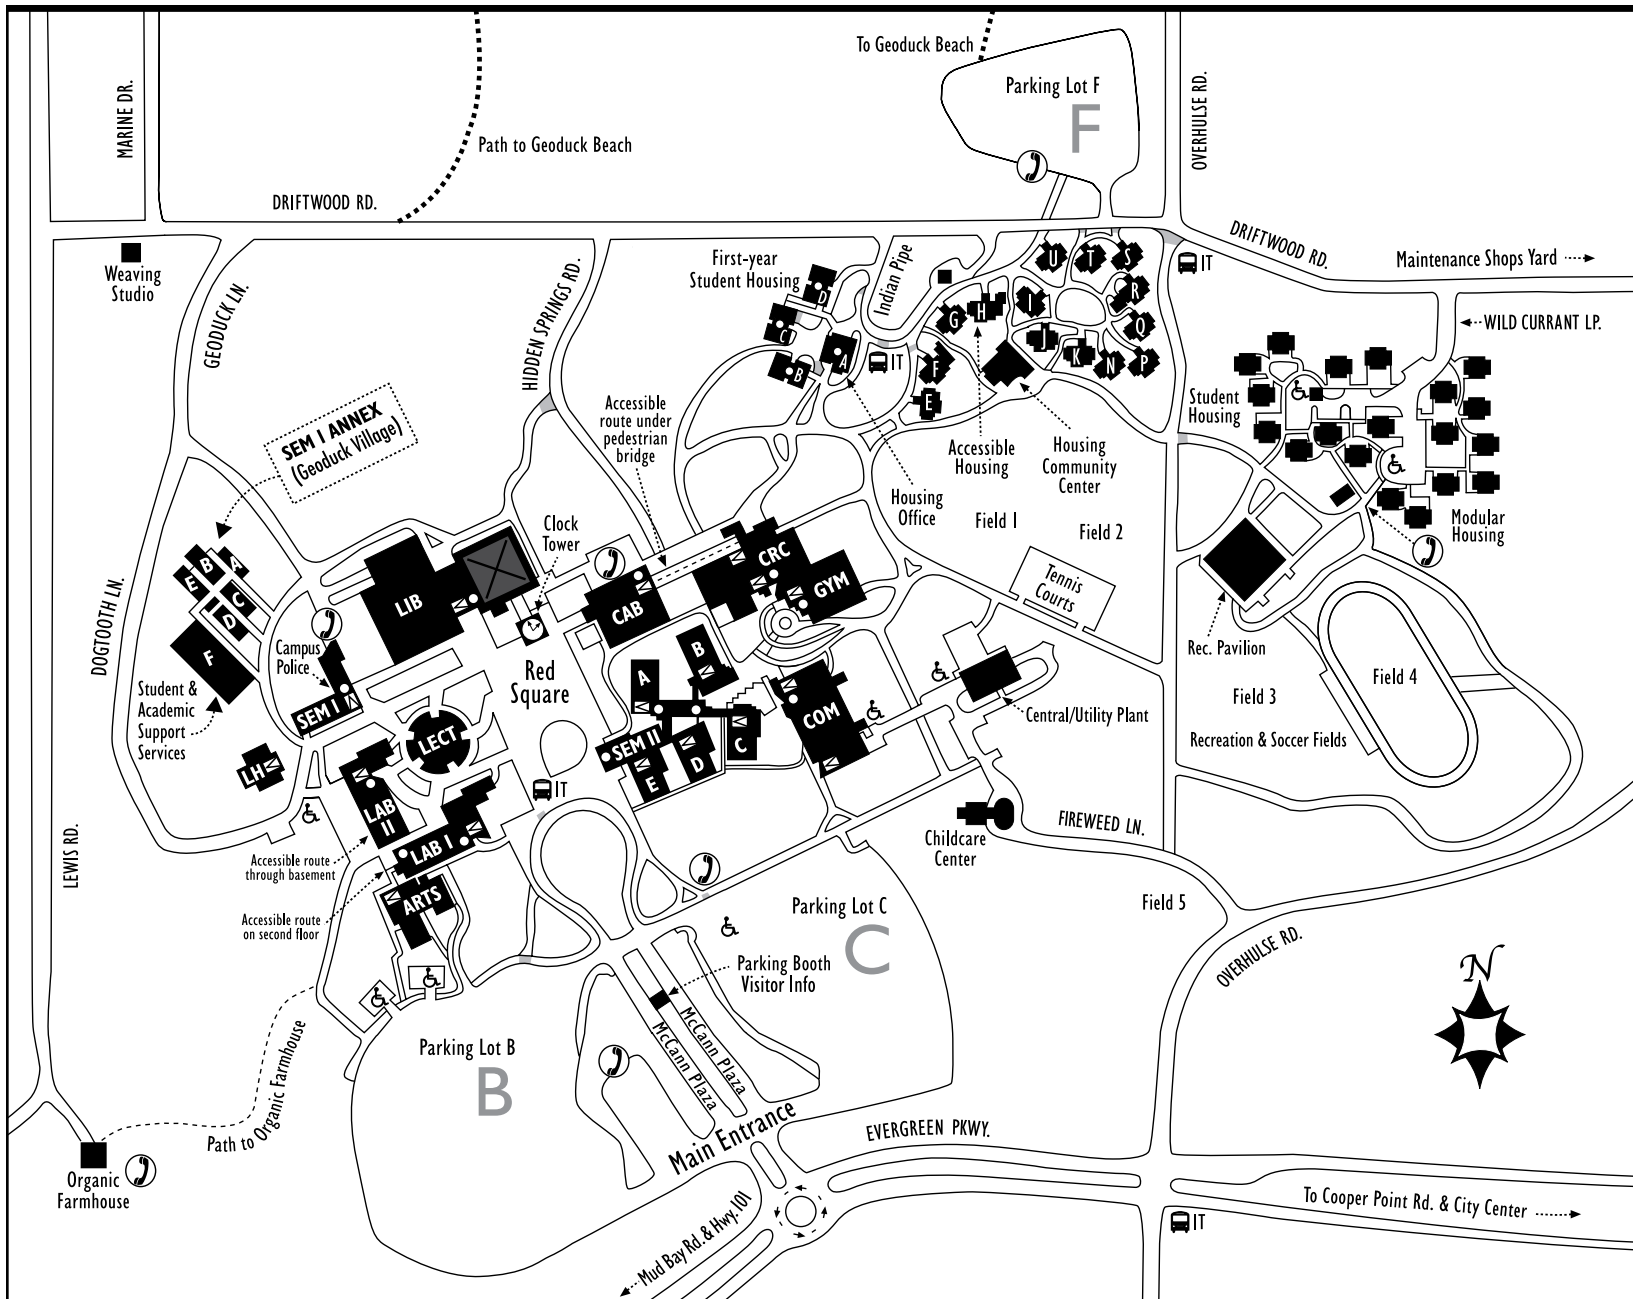 To Geoduck Beach
Parking Lot F
F
MARINE DR.
OVERHULSE RD.
Path to Geoduck Beach
DRIFTWOOD RD.
DRIFTWOOD RD.
Maintenance Shops Yard
Weaving
Studio
GEODUCK LN.
HIDDEN SPRINGS RD.
First-year
Student Housing
Indian Pipe
IT
WILD CURRANT LP.
U
T
S
R
Q
P
N
K
J
I
H
G
F
E
D
C
B
A
IT
SEM I ANNEX
(Geoduck Village)
Accessible
route under
pedestrian
bridge
Student
Housing
Accessible
Housing
Housing
Community
Center
Housing
Office
Field 1
Field 2
Modular
Housing
Clock
Tower
DOGTOOTH LN.
E
B
A
C
D
F
LIB
CAB
CRC
GYM
Tennis
Courts
Campus
Police
Red
Square
Rec. Pavilion
Field 3
Field 4
Student &
Academic
Support
Services
SEM I
A
B
LECT
SEM II
C
D
E
COM
Central/Utility Plant
Recreation & Soccer Fields
LH
LAB
II
IT
LAB I
ARTS
Childcare
Center
FIREWEED LN.
LEWIS RD.
Accessible route
through basement
Accessible route
on second floor
Parking Lot C
C
Field 5
Parking Booth
Visitor Info
OVERHULSE RD.
N
McCann Plaza
McCann Plaza
Parking Lot B
B
Path to Organic Farmhouse
Main Entrance
EVERGREEN PKWY.
Organic
Farmhouse
Mud Bay Rd. & Hwy. 101
To Cooper Point Rd. & City Center
IT